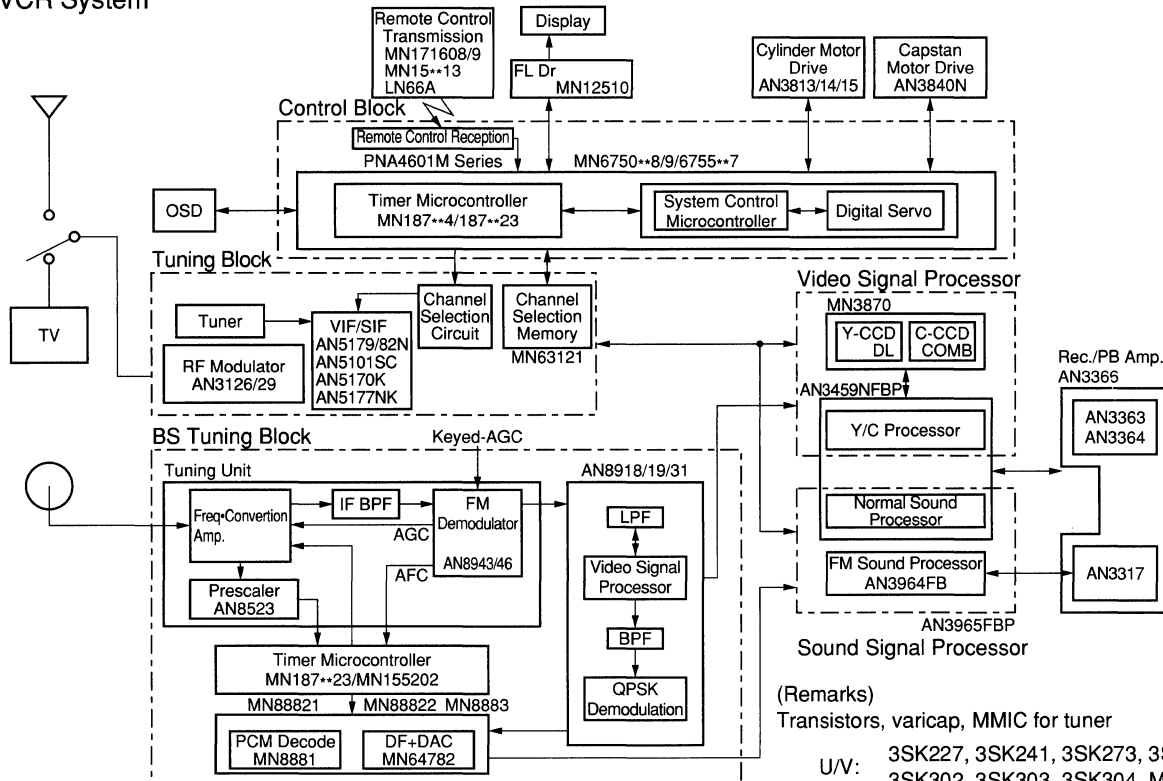 VCR System
Remote Control
Transmission
MN171608/9
MN15**13
LN66A
Display
FL Dr
MN12510
Cylinder Motor
Drive
AN3813/14/15
Capstan
Motor Drive
AN3840N
Control Block
Remote Control Reception
PNA4601M Series
MN6750**8/9/6755**7
OSD
Timer Microcontroller
MN187**4/187**23
System Control
Microcontroller
Digital Servo
TV
Tuning Block
Tuner
RF Modulator
AN3126/29
VIF/SIF
AN5179/82N
AN5101SC
AN5170K
AN5177NK
Channel
Selection
Circuit
Channel
Selection
Memory
MN63121
Video Signal Processor
MN3870
Y-CCD
DL
C-CCD
COMB
AN3459NFBP
Y/C Processor
Rec./PB Amp.
AN3366
AN3363
AN3364
BS Tuning Block
Keyed-AGC
Tuning Unit
Freq•Convertion
Amp.
IF BPF
FM
Demodulator
AN8943/46
AGC
AFC
Prescaler
AN8523
AN8918/19/31
LPF
Video Signal
Processor
BPF
QPSK
Demodulation
Normal Sound
Processor
FM Sound Processor
AN3964FB
AN3317
AN3965FBP
Sound Signal Processor
Timer Microcontroller
MN187**23/MN155202
MN88821
MN88822 MN8883
PCM Decode
MN8881
DF+DAC
MN64782
(Remarks)
Transistors, varicap, MMIC for tuner
U/V:
3SK227, 3SK241, 3SK273,
3SK302, 3SK303, 3SK304,